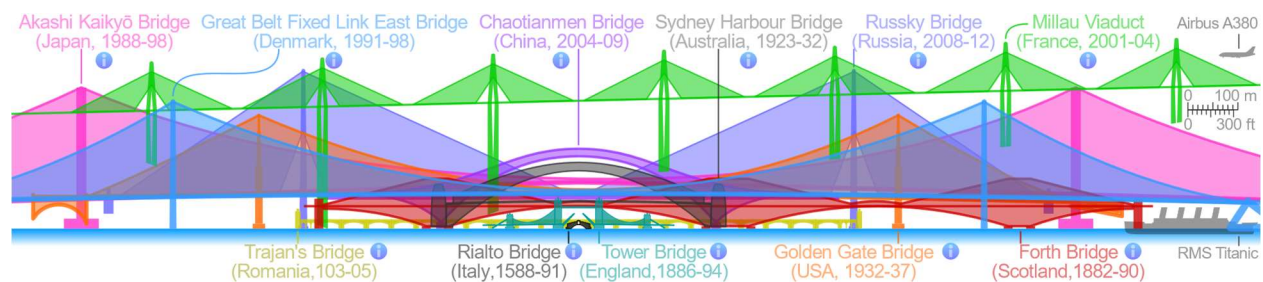 Akashi Kaikyō Bridge
(Japan, 1988-98)
Great Belt Fixed Link East Bridge
(Denmark, 1991-98)
Chaotianmen Bridge
(China, 2004-09)
Sydney Harbour Bridge
(Australia, 1923-32)
Russky Bridge
(Russia, 2008-12)
Millau Viaduct
(France, 2001-04)
Airbus A380
0 100 m
0 300 ft
Trajan's Bridge
(Romania,103-05)
Rialto Bridge
(Italy,1588-91)
Tower Bridge
(England,1886-94)
Golden Gate Bridge
(USA, 1932-37)
Forth Bridge
(Scotland,1882-90)
RMS Titanic